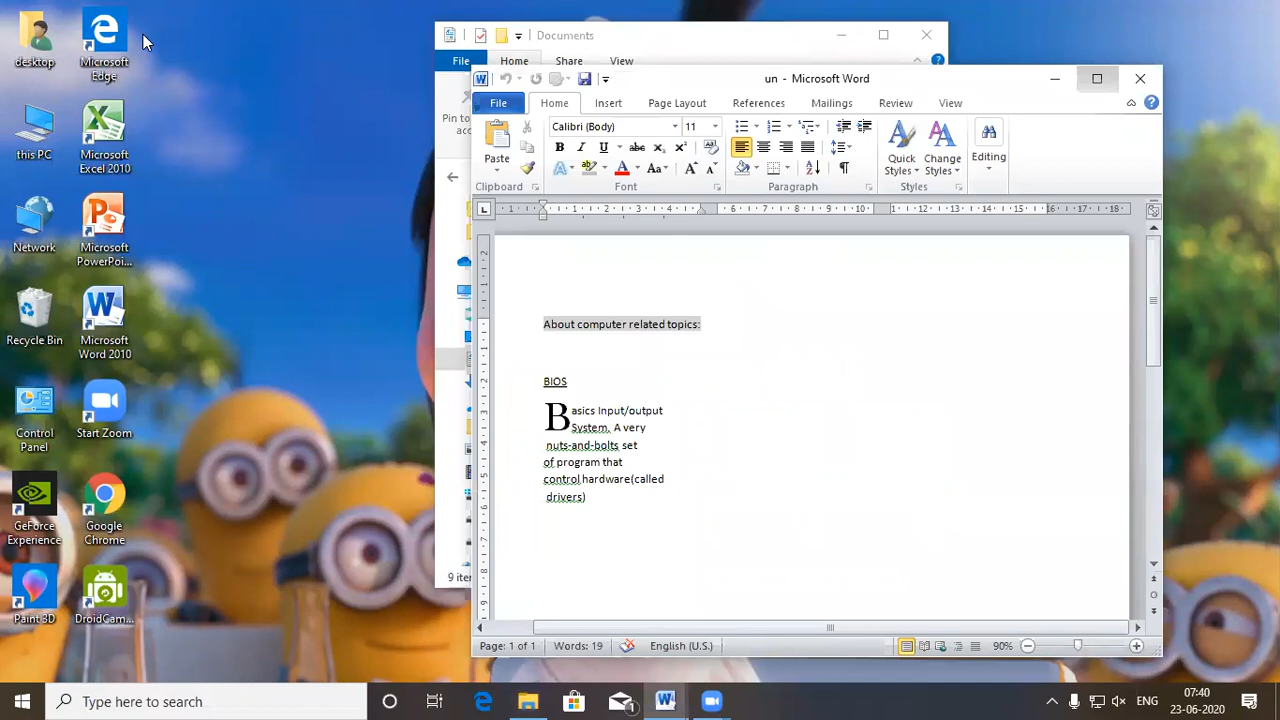 desktop
Microsoft
Edge
this PC
Microsoft
Excel 2010
Network
Microsoft
PowerPoi...
Recycle Bin
Microsoft
Word 2010
Control
Panel
Start Zoom
GeForce
Experience
Google
Chrome
Paint 3D
DroidCam...
Documents
File Home Share View
Pin to
9 iter
un - Microsoft Word
File Home Insert Page Layout References Mailings Review View
Calibri (Body) 11
Paste
Quick
Styles
Change
Styles
Editing
Clipboard Font Paragraph Styles
About computer related topics:
BIOS
Basics Input/output
System. A very
nuts-and-bolts set
of program that
control hardware(called
drivers)
Page: 1 of 1 Words: 19 English (U.S.) 90%
Type here to search
ENG
07:40
23-06-2020